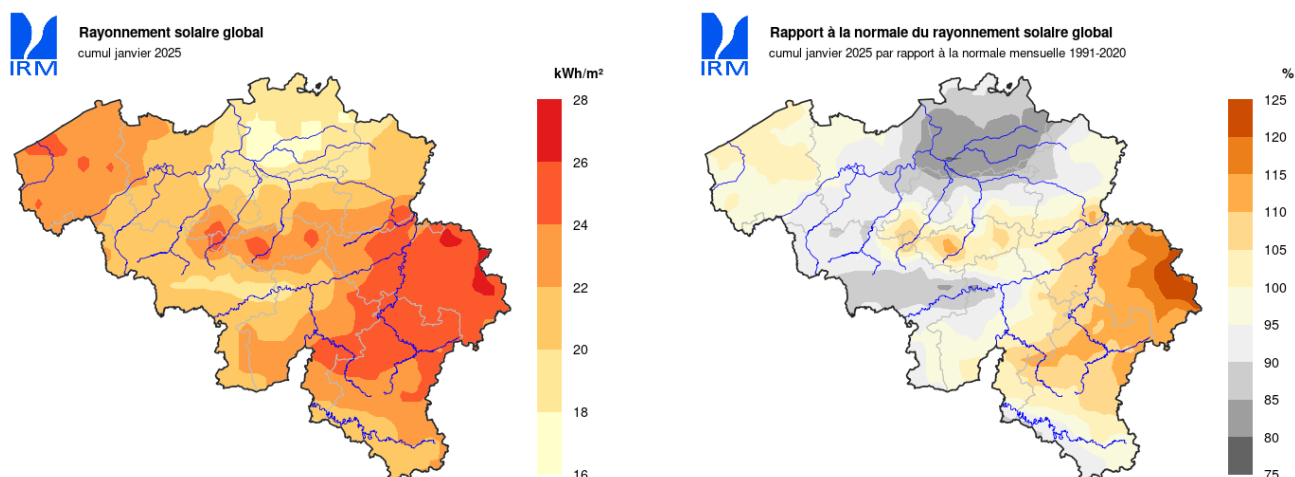 Rayonnement solaire global
cumul janvier 2025
IRM
kWh/m²
28
26
24
22
20
18
16
Rapport à la normale du rayonnement solaire global
cumul janvier 2025 par rapport à la normale mensuelle 1991-2020
IRM
%
125
120
115
110
105
100
95
90
85
80
75